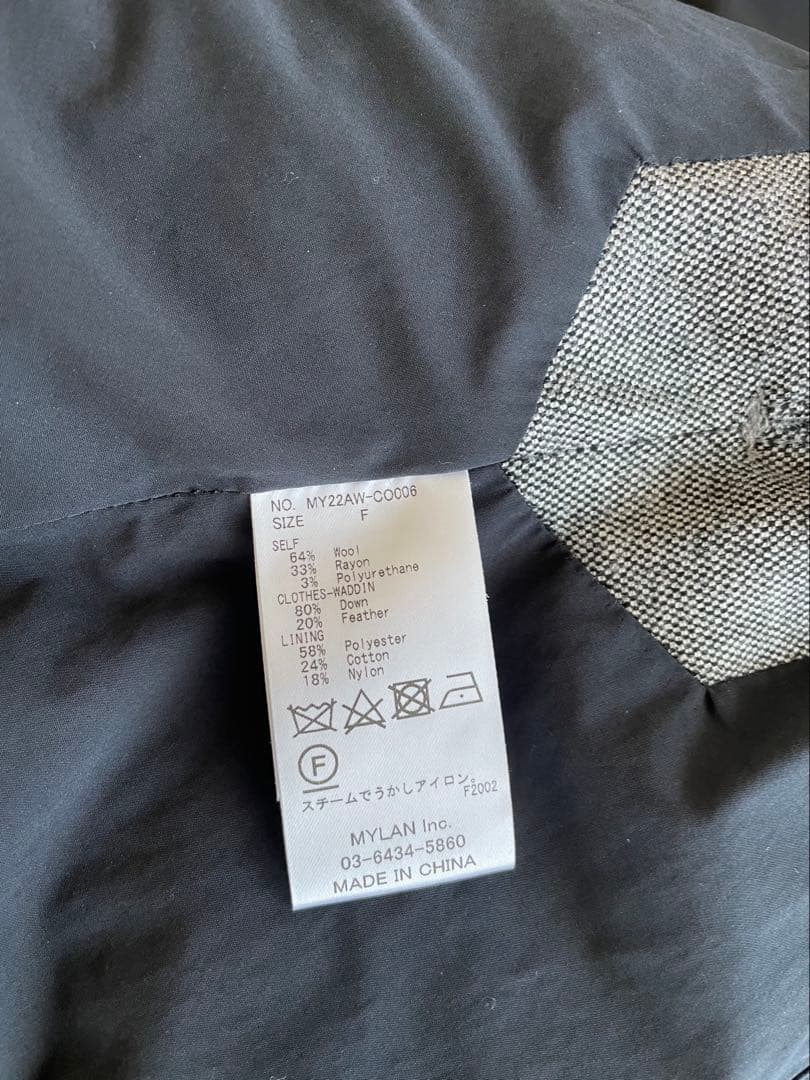 NO. MY22AW-CO006
SIZE F
SELF
64% Wool
33% Rayon
3% Polyurethane
CLOTHES-WADDIN
80% Down
20% Feather
LINING
58% Polyester
24% Cotton
18% Nylon
F
スチームでうかしアイロン。
F2002
MYLAN Inc.
03-6434-5860
MADE IN CHINA